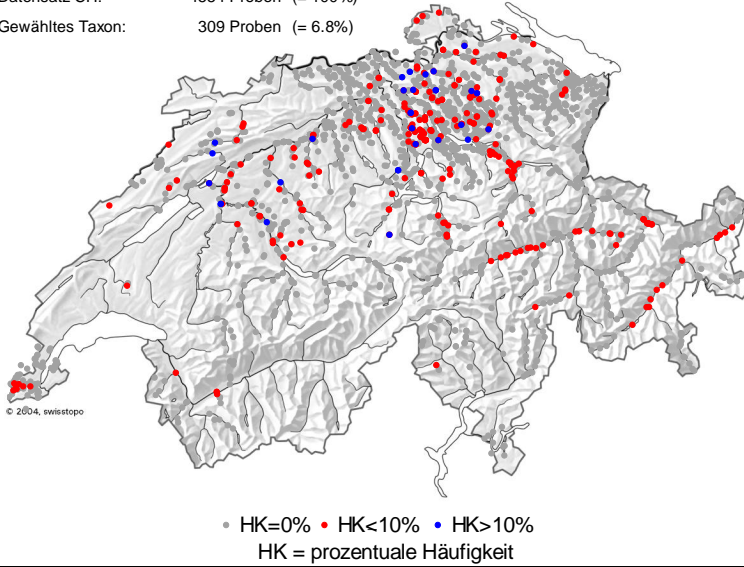 Gewähltes Taxon: 309 Proben (= 6.8%)
© 2004, swisstopo
HK=0% HK<10% HK>10%
HK = prozentuale Häufigkeit